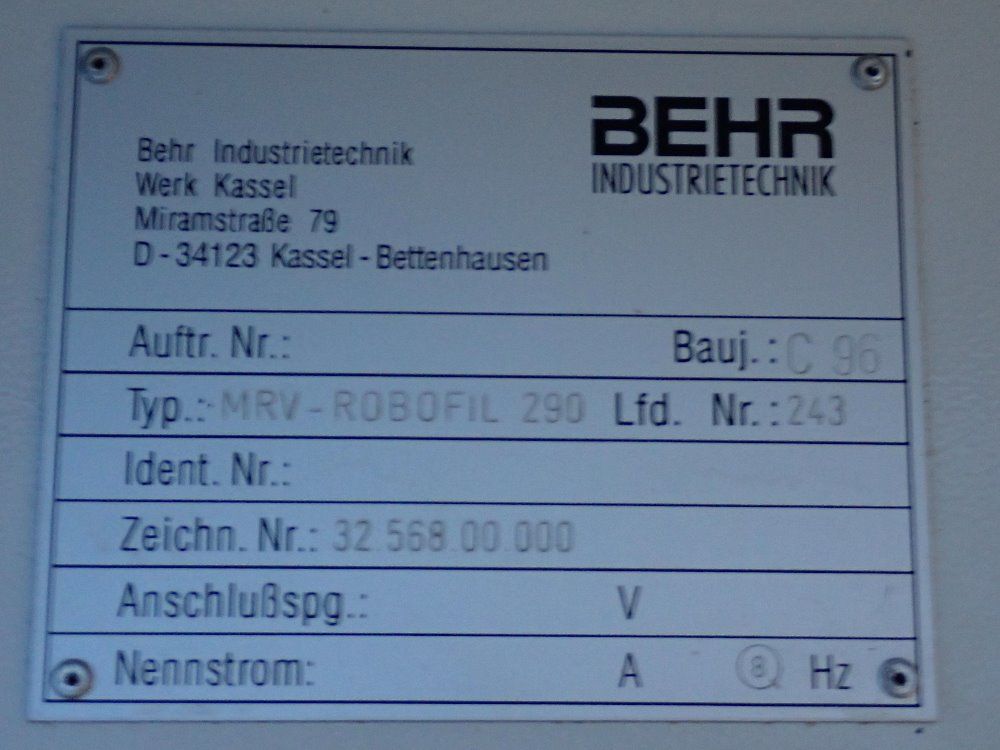 BEHR
INDUSTRIETECHNIK
Behr Industrietechnik
Werk Kassel
Miramstraße 79
D-34123 Kassel-Bettenhausen
Auftr. Nr.: Bauj.: C 96
Typ.: MRV-ROBOFIL 290 Lfd. Nr.: 243
Ident. Nr.:
Zeichn. Nr.: 32.568.00.000
Anschlußspg.: V
Nennstrom: A 8 Hz